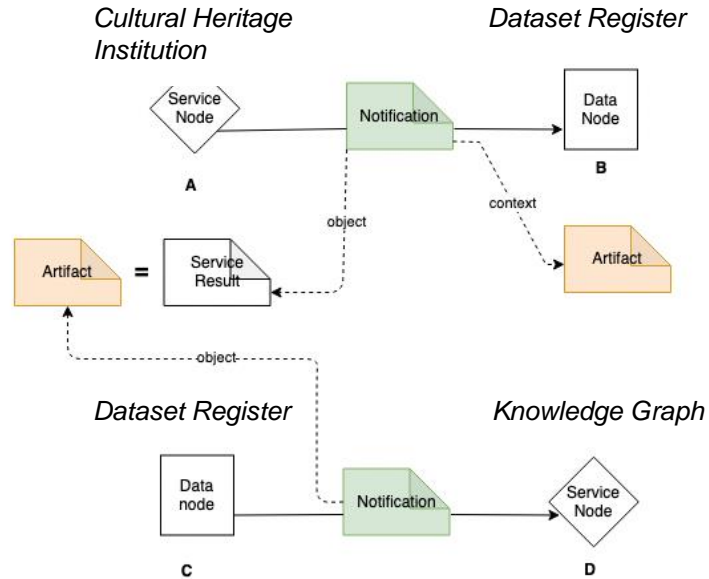 Cultural Heritage
Institution
Dataset Register
Service
Node
Notification
Data
Node
A
B
object
context
Artifact
=
Service
Result
Artifact
object
Dataset Register
Knowledge Graph
Data
node
Notification
Service
Node
C
D